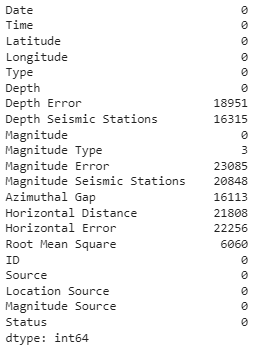 Date 0
Time 0
Latitude 0
Longitude 0
Type 0
Depth 0
Depth Error 18951
Depth Seismic Stations 16315
Magnitude 0
Magnitude Type 3
Magnitude Error 23085
Magnitude Seismic Stations 20848
Azimuthal Gap 16113
Horizontal Distance 21808
Horizontal Error 22256
Root Mean Square 6060
ID 0
Source 0
Location Source 0
Magnitude Source 0
Status 0
dtype: int64